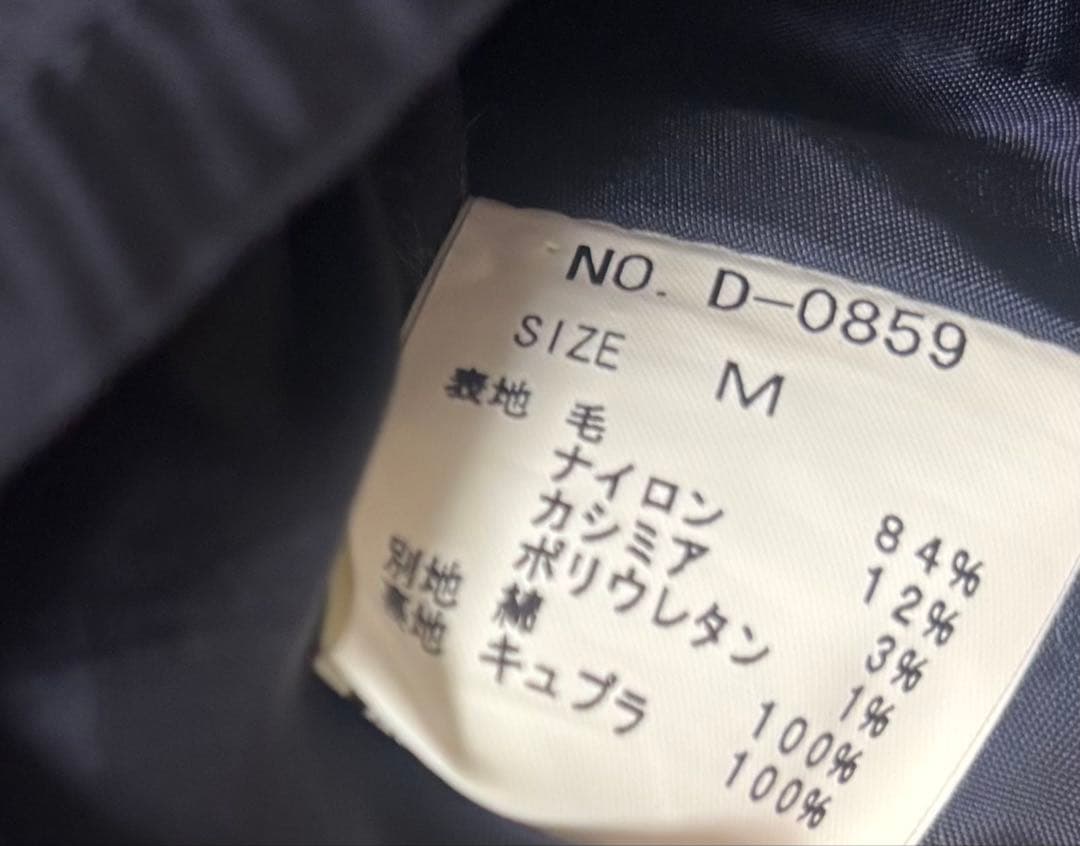 NO. D-0859
SIZE M
表地 毛 84%
ナイロン 12%
カシミア 3%
ポリウレタン 1%
別地 綿 100%
裏地 キュプラ 100%